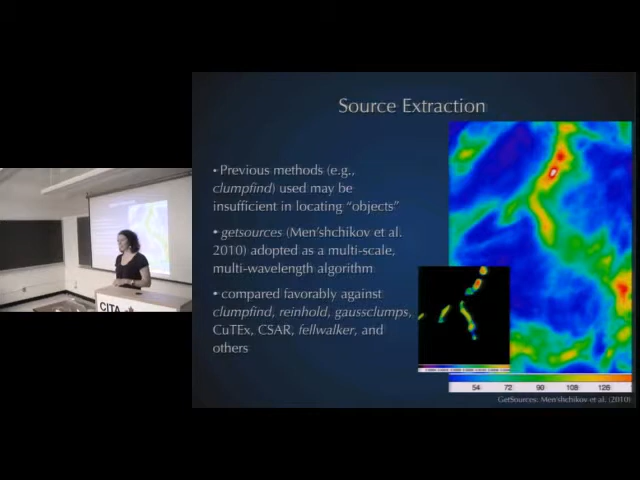 Source Extraction
• Previous methods (e.g.,
clumpfind) used may be
insufficient in locating "objects"
• getsources (Men'shchikov et al.
2010) adopted as a multi-scale,
multi-wavelength algorithm
• compared favorably against
clumpfind, reinhold, gaussclumps,
CuTEx, CSAR, fellwalker, and
others
54 72 90 108 126
GetSources: Men'shchikov et al. (2010)
CITA